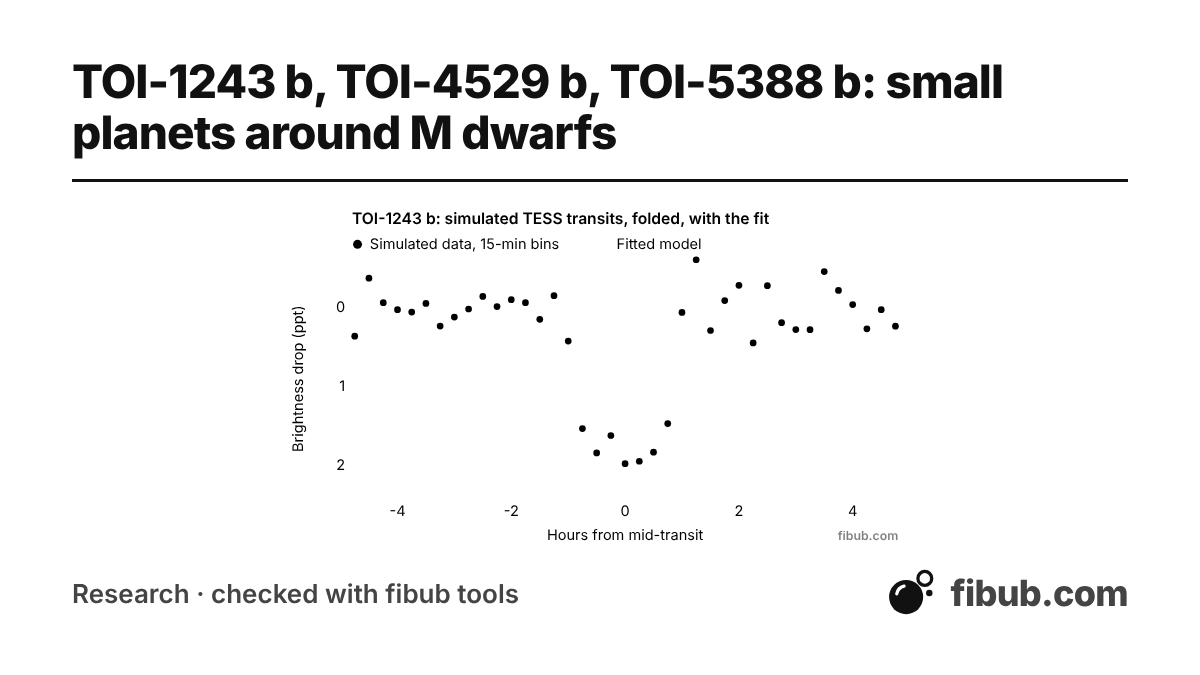 TOI-1243 b, TOI-4529 b, TOI-5388 b: small
planets around M dwarfs
TOI-1243 b: simulated TESS transits, folded, with the fit
Simulated data, 15-min bins
Fitted model
Brightness drop (ppt)
0
1
2
-4
-2
0
2
4
Hours from mid-transit
fibub.com
Research · checked with fibub tools
fibub.com